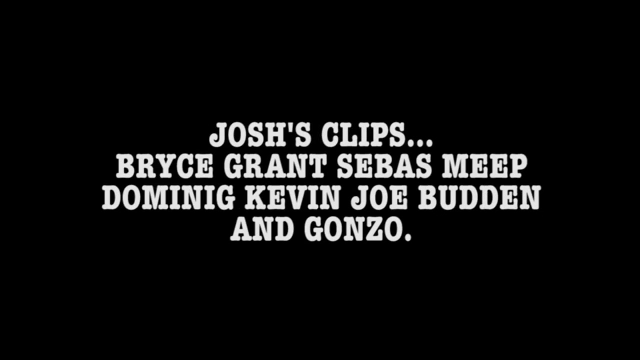 JOSH'S CLIPS...
BRYCE GRANT SEBAS MEEP
DOMINIG KEVIN JOE BUDDEN
AND GONZO.